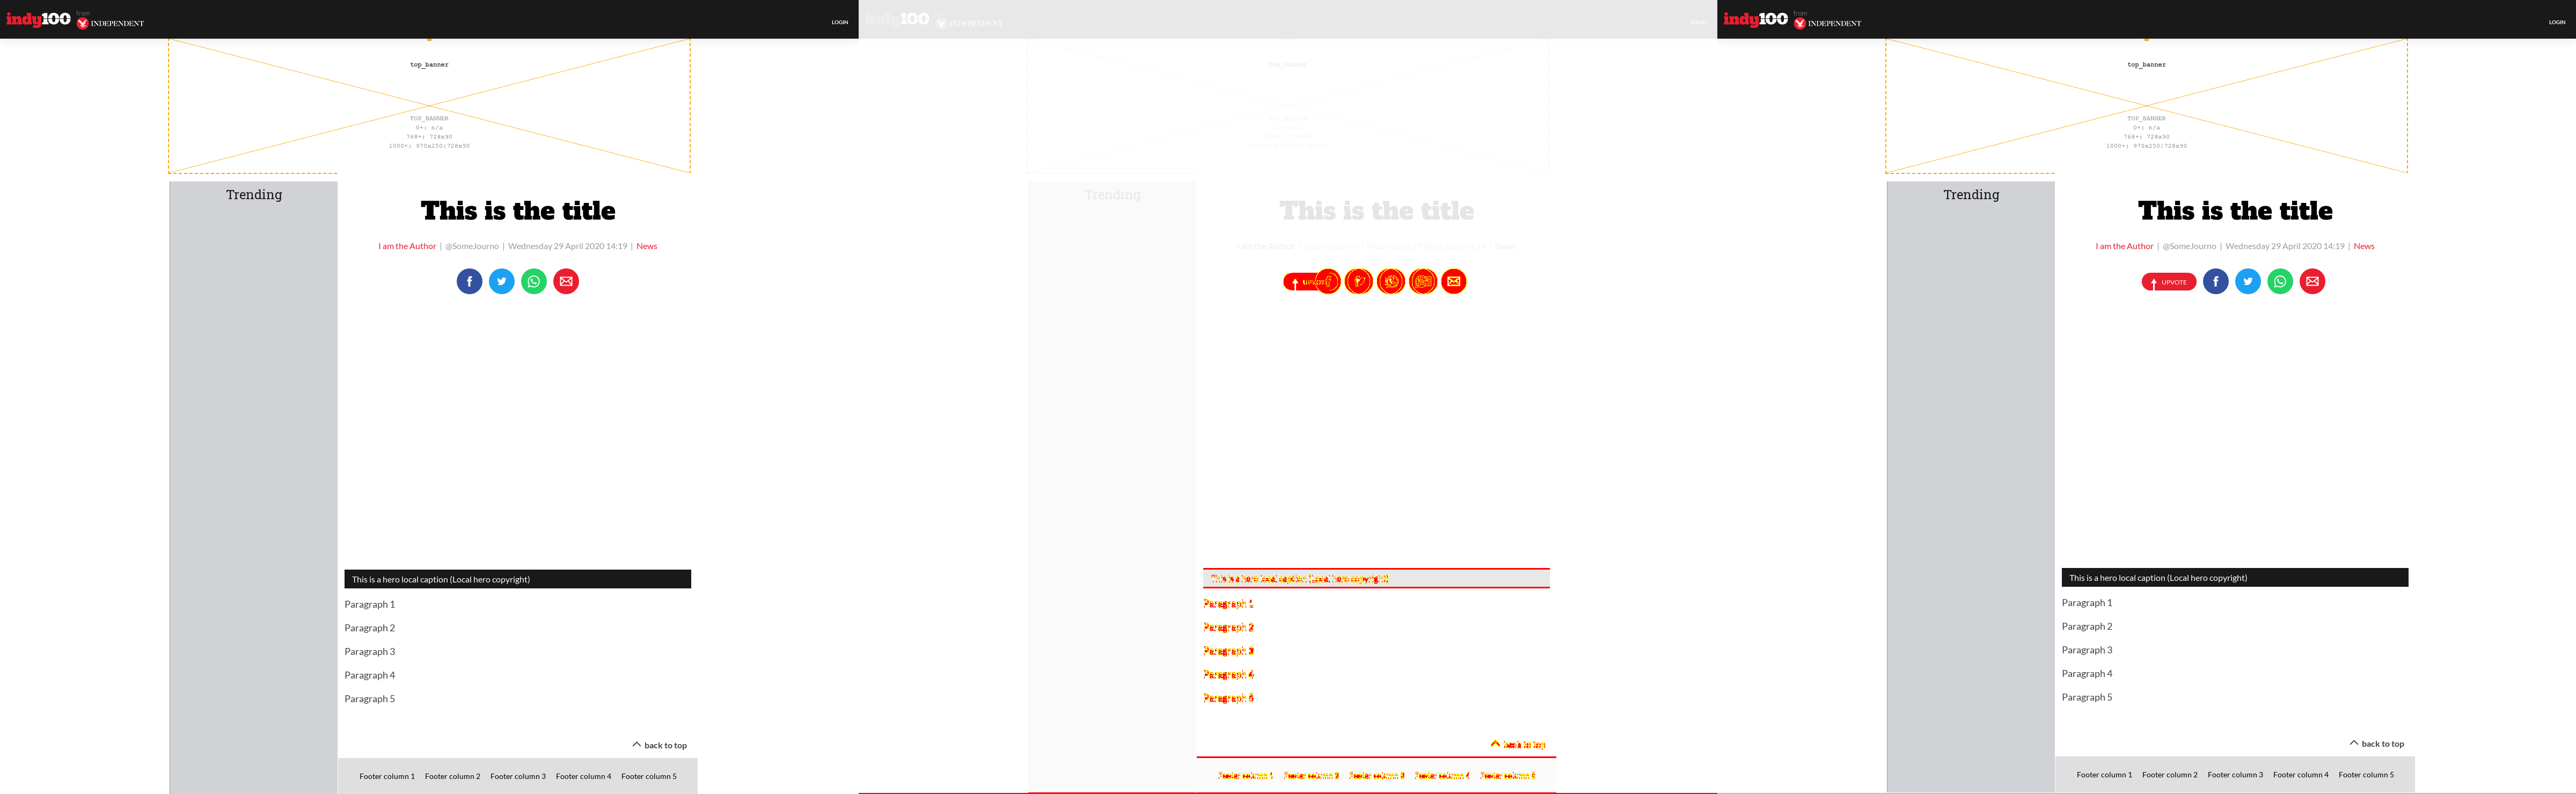 indy100 from INDEPENDENT
LOGIN
top_banner
TOP_BANNER
0+: n/a
768+: 728x90
1000+: 970x250|728x90
Trending
This is the title
I am the Author | @SomeJourno | Wednesday 29 April 2020 14:19 | News
This is a hero local caption (Local hero copyright)
Paragraph 1
Paragraph 2
Paragraph 3
Paragraph 4
Paragraph 5
back to top
Footer column 1 Footer column 2 Footer column 3 Footer column 4 Footer column 5
indy100 INDEPENDENT
LOGIN
top_banner
TOP_BANNER
Trending
This is the title
I am the Author
News
UPVOTE
This is a hero local caption (Local hero copyright)
Paragraph 1
Paragraph 2
Paragraph 3
Paragraph 4
Paragraph 5
back to top
Footer column 1 Footer column 2 Footer column 3 Footer column 4 Footer column 5
indy100 from INDEPENDENT
LOGIN
top_banner
TOP_BANNER
0+: n/a
768+: 728x90
1000+: 970x250|728x90
Trending
This is the title
I am the Author | @SomeJourno | Wednesday 29 April 2020 14:19 | News
UPVOTE
This is a hero local caption (Local hero copyright)
Paragraph 1
Paragraph 2
Paragraph 3
Paragraph 4
Paragraph 5
back to top
Footer column 1 Footer column 2 Footer column 3 Footer column 4 Footer column 5